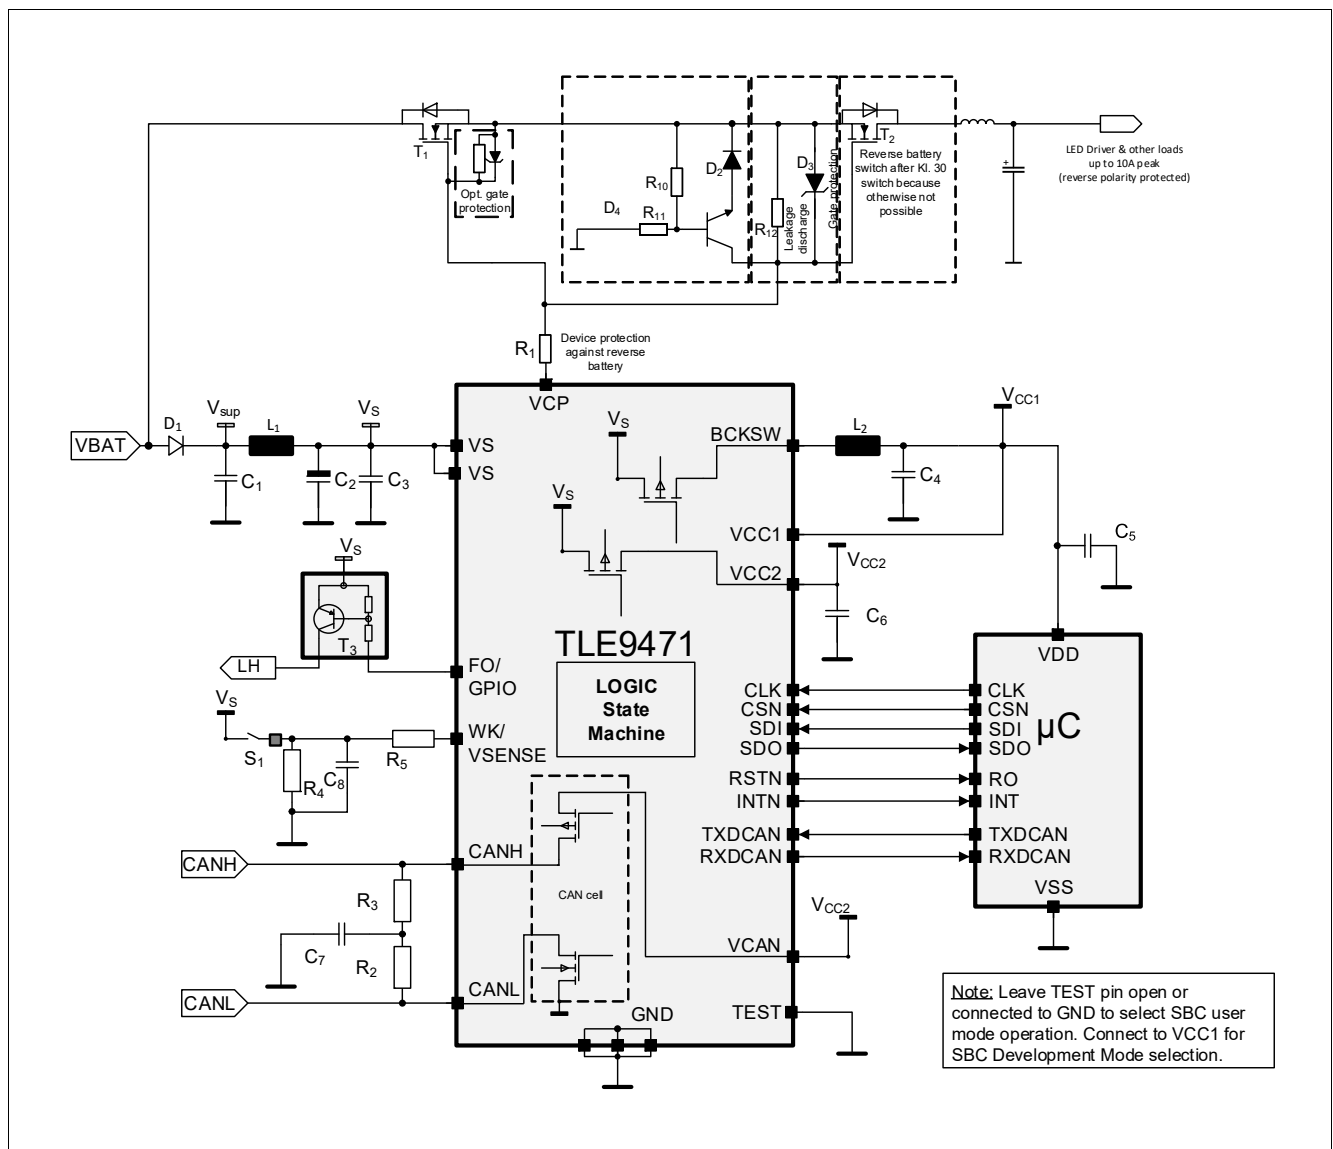 T1
Opt. gate
protection
D4
R10
R11
D2
R12
Leakage
discharge
D3
Gate protection
T2
Reverse battery
switch after Kl. 30
switch because
otherwise not
possible
+
LED Driver & other loads
up to 10A peak
(reverse polarity protected)
R1
Device protection
against reverse
battery
VCP
VBAT
D1
Vsup
L1
VS
C1
C2
C3
VS
VS
VS
VS
BCKSW
L2
VCC1
C4
VCC1
VCC2
VCC2
C5
C6
VS
T3
LH
FO/
GPIO
TLE9471
LOGIC
State
Machine
VS
S1
R4
C8
R5
WK/
VSENSE
CLK
CSN
SDI
SDO
RSTN
INTN
TXDCAN
RXDCAN
VDD
CLK
CSN
SDI
SDO
RO
INT
TXDCAN
RXDCAN
µC
VSS
CANH
CANH
R3
C7
R2
CAN cell
CANL
CANL
VCC2
VCAN
GND
TEST
Note: Leave TEST pin open or
connected to GND to select SBC user
mode operation. Connect to VCC1 for
SBC Development Mode selection.